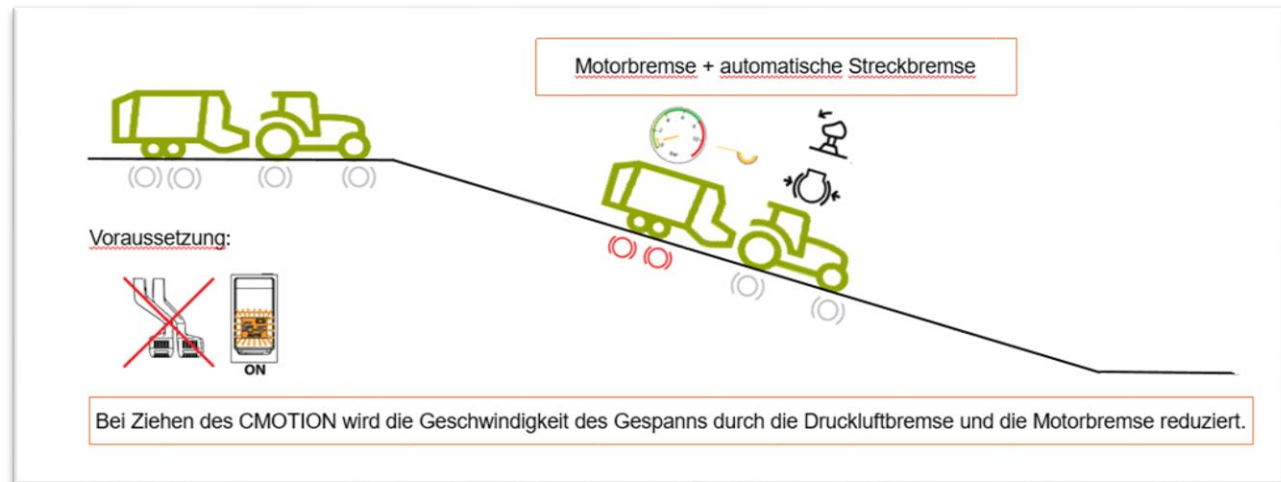 Motorbremse + automatische Streckbremse
Voraussetzung:
ON
Bei Ziehen des CMOTION wird die Geschwindigkeit des Gespanns durch die Druckluftbremse und die Motorbremse reduziert.